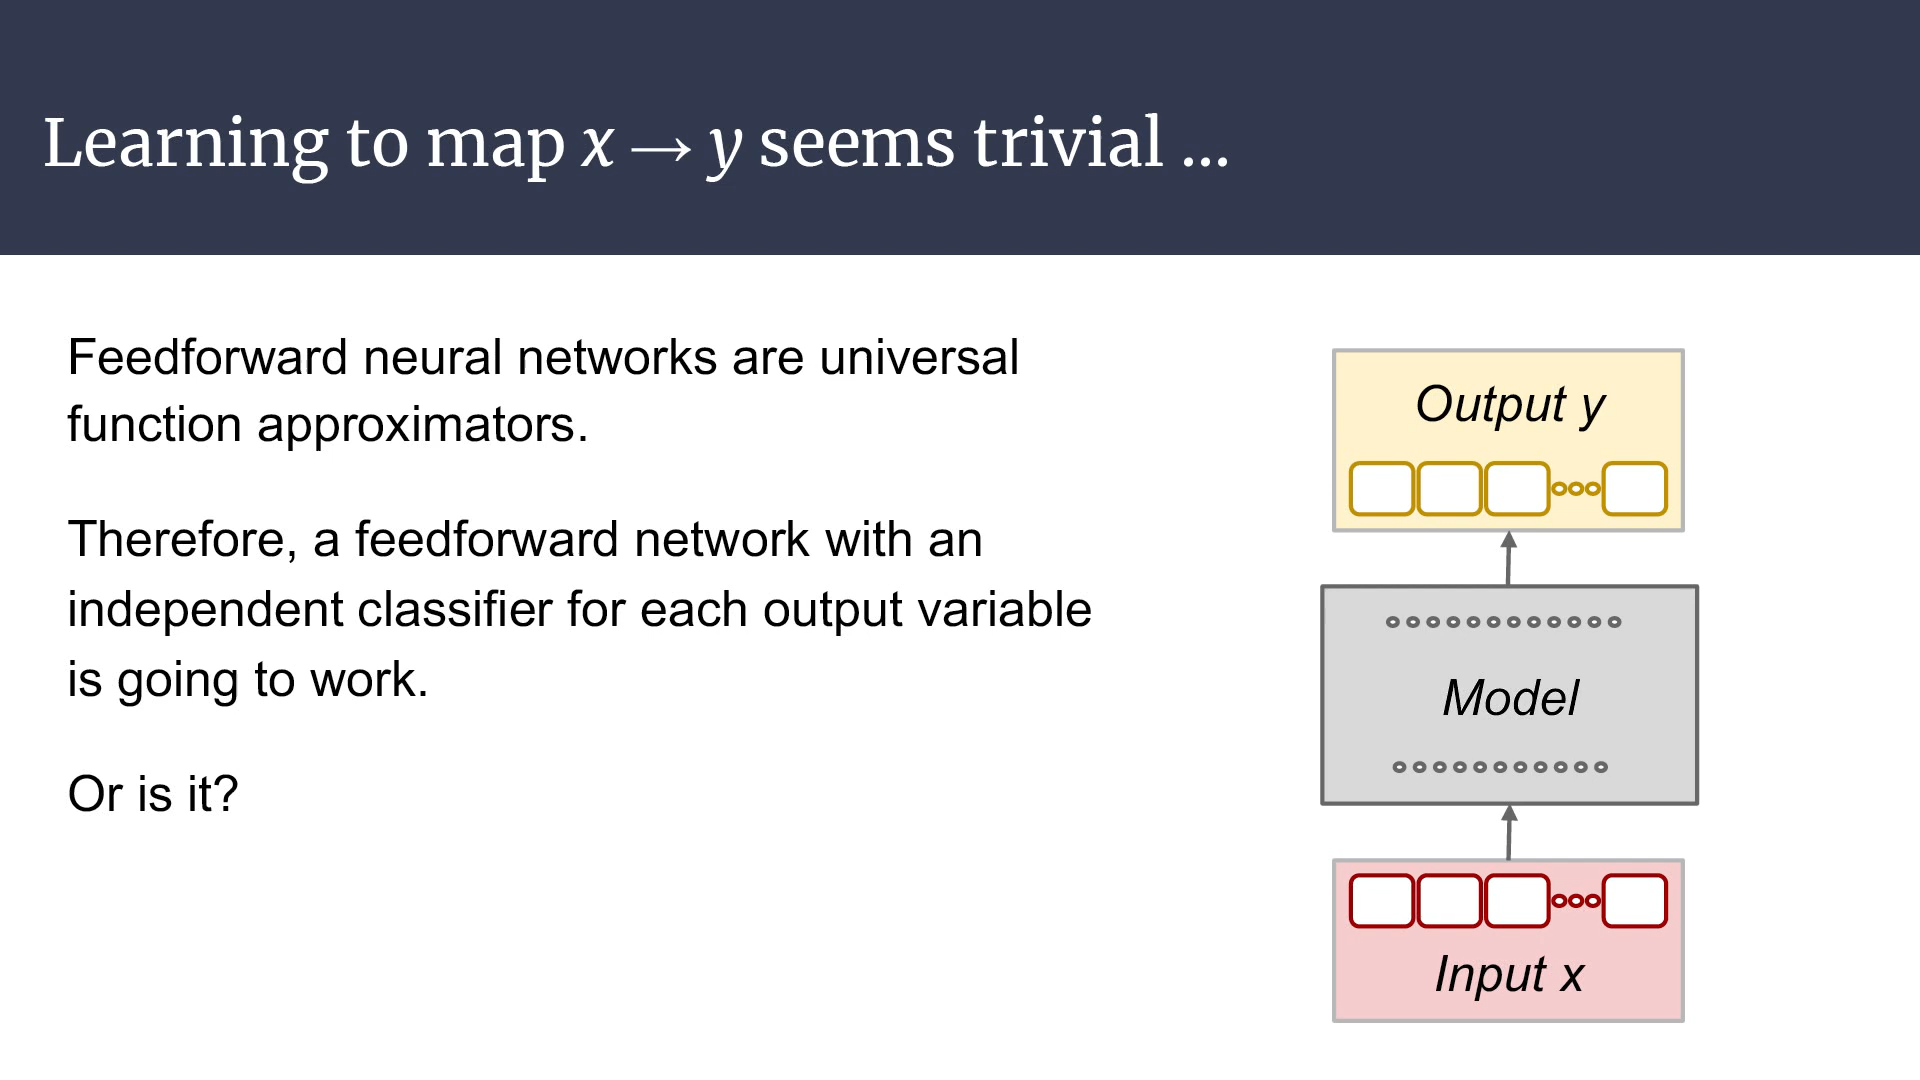 Learning to map x → y seems trivial ...
Feedforward neural networks are universal
function approximators.
Therefore, a feedforward network with an
independent classifier for each output variable
is going to work.
Or is it?
Output y
Model
Input x